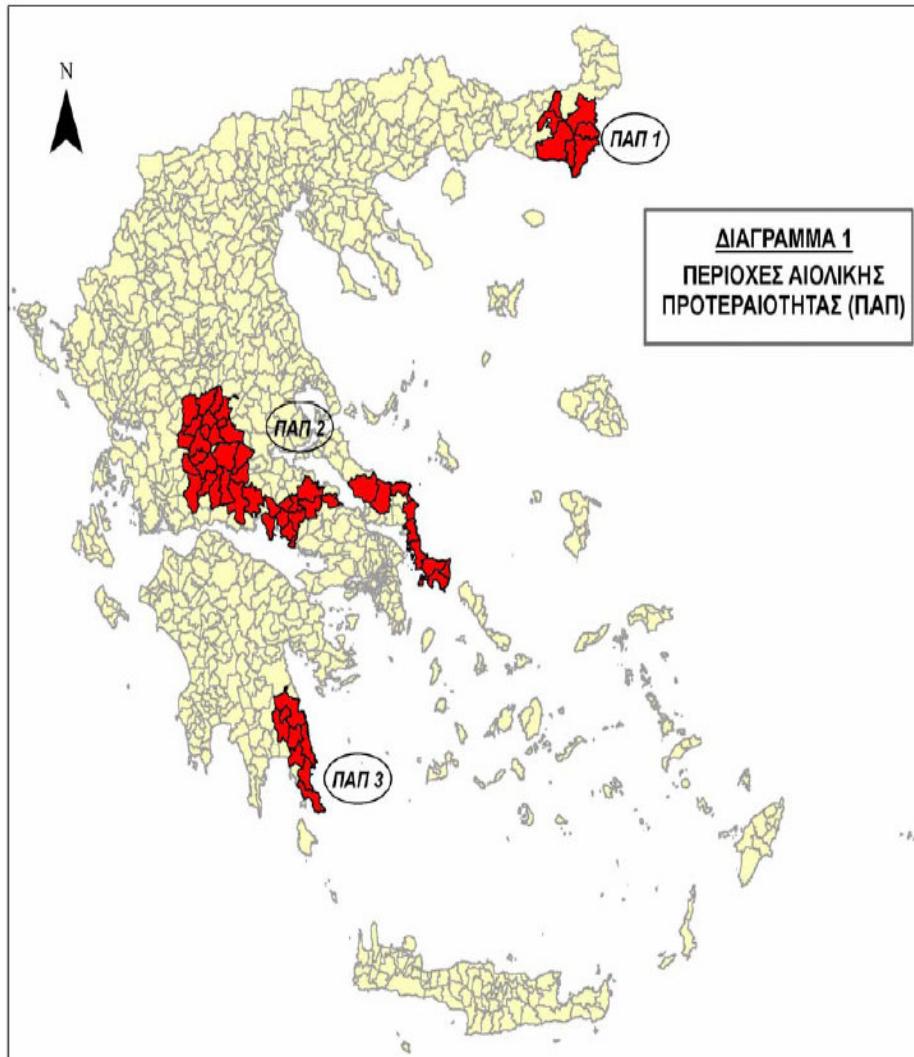 N
ΠΑΠ 1
ΔΙΑΓΡΑΜΜΑ 1
ΠΕΡΙΟΧΕΣ ΑΙΟΛΙΚΗΣ
ΠΡΟΤΕΡΑΙΟΤΗΤΑΣ (ΠΑΠ)
ΠΑΠ 2
ΠΑΠ 3